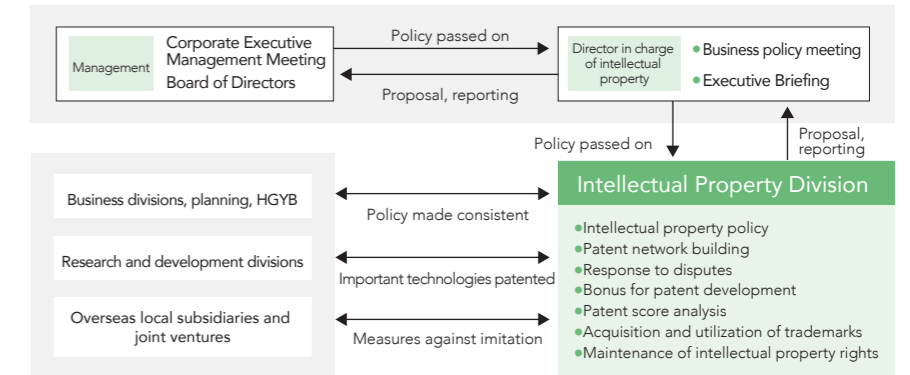 Management
Corporate Executive
Management Meeting
Board of Directors
Policy passed on
Proposal, reporting
Director in charge
of intellectual
property
●Business policy meeting
●Executive Briefing
Policy passed on
Proposal,
reporting
Business divisions, planning, HGYB
Research and development divisions
Overseas local subsidiaries and
joint ventures
Policy made consistent
Important technologies patented
Measures against imitation
Intellectual Property Division
●Intellectual property policy
●Patent network building
●Response to disputes
●Bonus for patent development
●Patent score analysis
●Acquisition and utilization of trademarks
●Maintenance of intellectual property rights